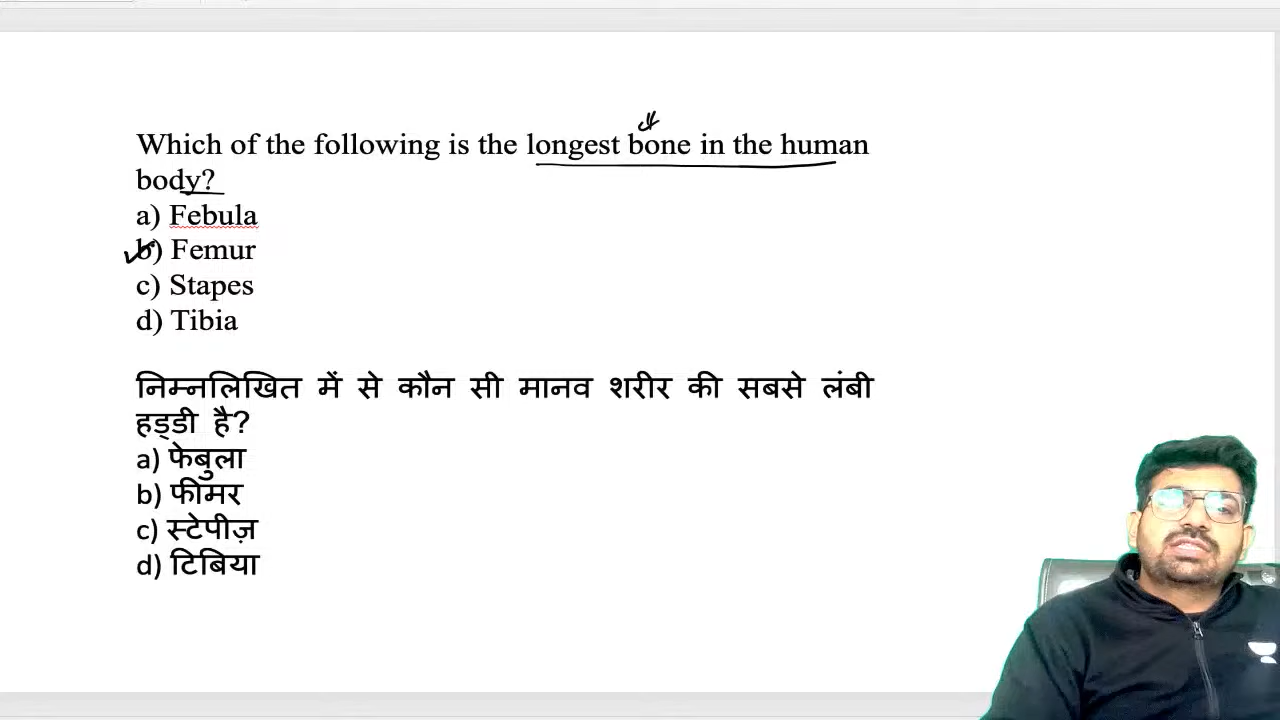 Which of the following is the longest bone in the human
body?
a) Febula
b) Femur
c) Stapes
d) Tibia
निम्नलिखित में से कौन सी मानव शरीर की सबसे लंबी
हड्डी है?
a) फेबुला
b) फीमर
c) स्टेपीज़
d) टिबिया